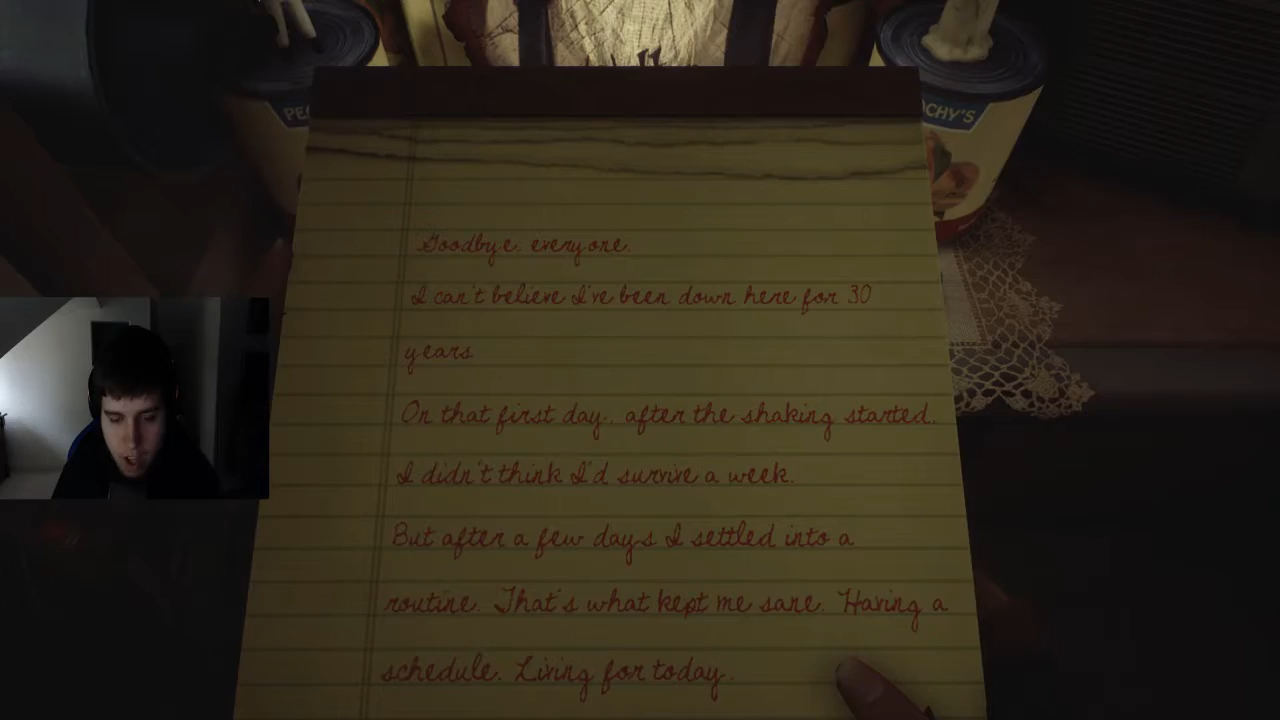 PE
CHY'S
Goodbye, everyone.
I can't believe I've been down here for 30
years.
On that first day, after the shaking started,
I didn't think I'd survive a week.
But after a few days I settled into a
routine. That's what kept me sane. Having a
schedule. Living for today.